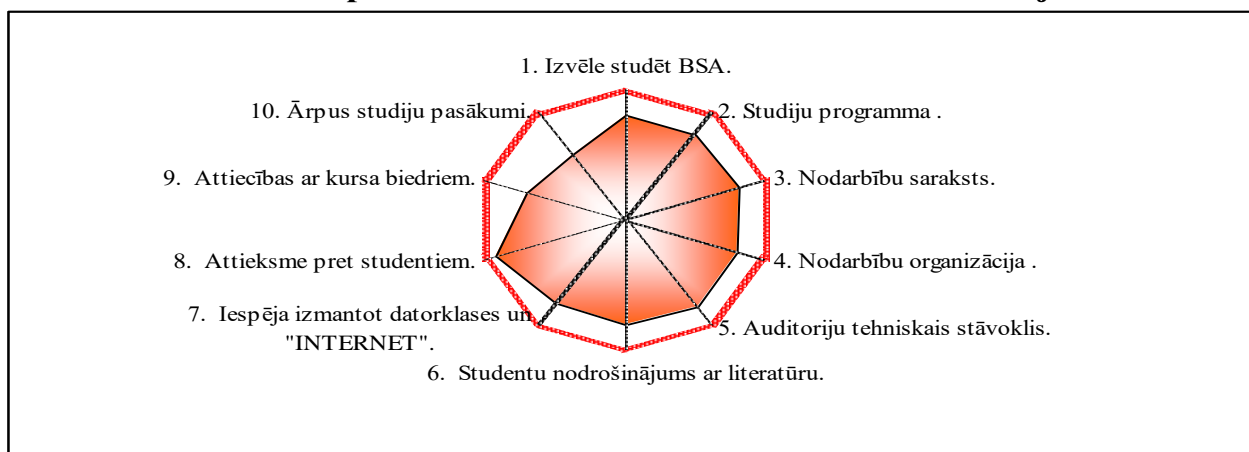 1. Izvēle studēt BSA.
2. Studiju programma .
3. Nodarbību saraksts.
4. Nodarbību organizācija .
5. Auditoriju tehniskais stāvoklis.
6. Studentu nodrošinājums ar literatūru.
7. Iespēja izmantot datorklases un
"INTERNET".
8. Attieksme pret studentiem.
9. Attiecības ar kursa biedriem.
10. Ārpus studiju pasākumi.